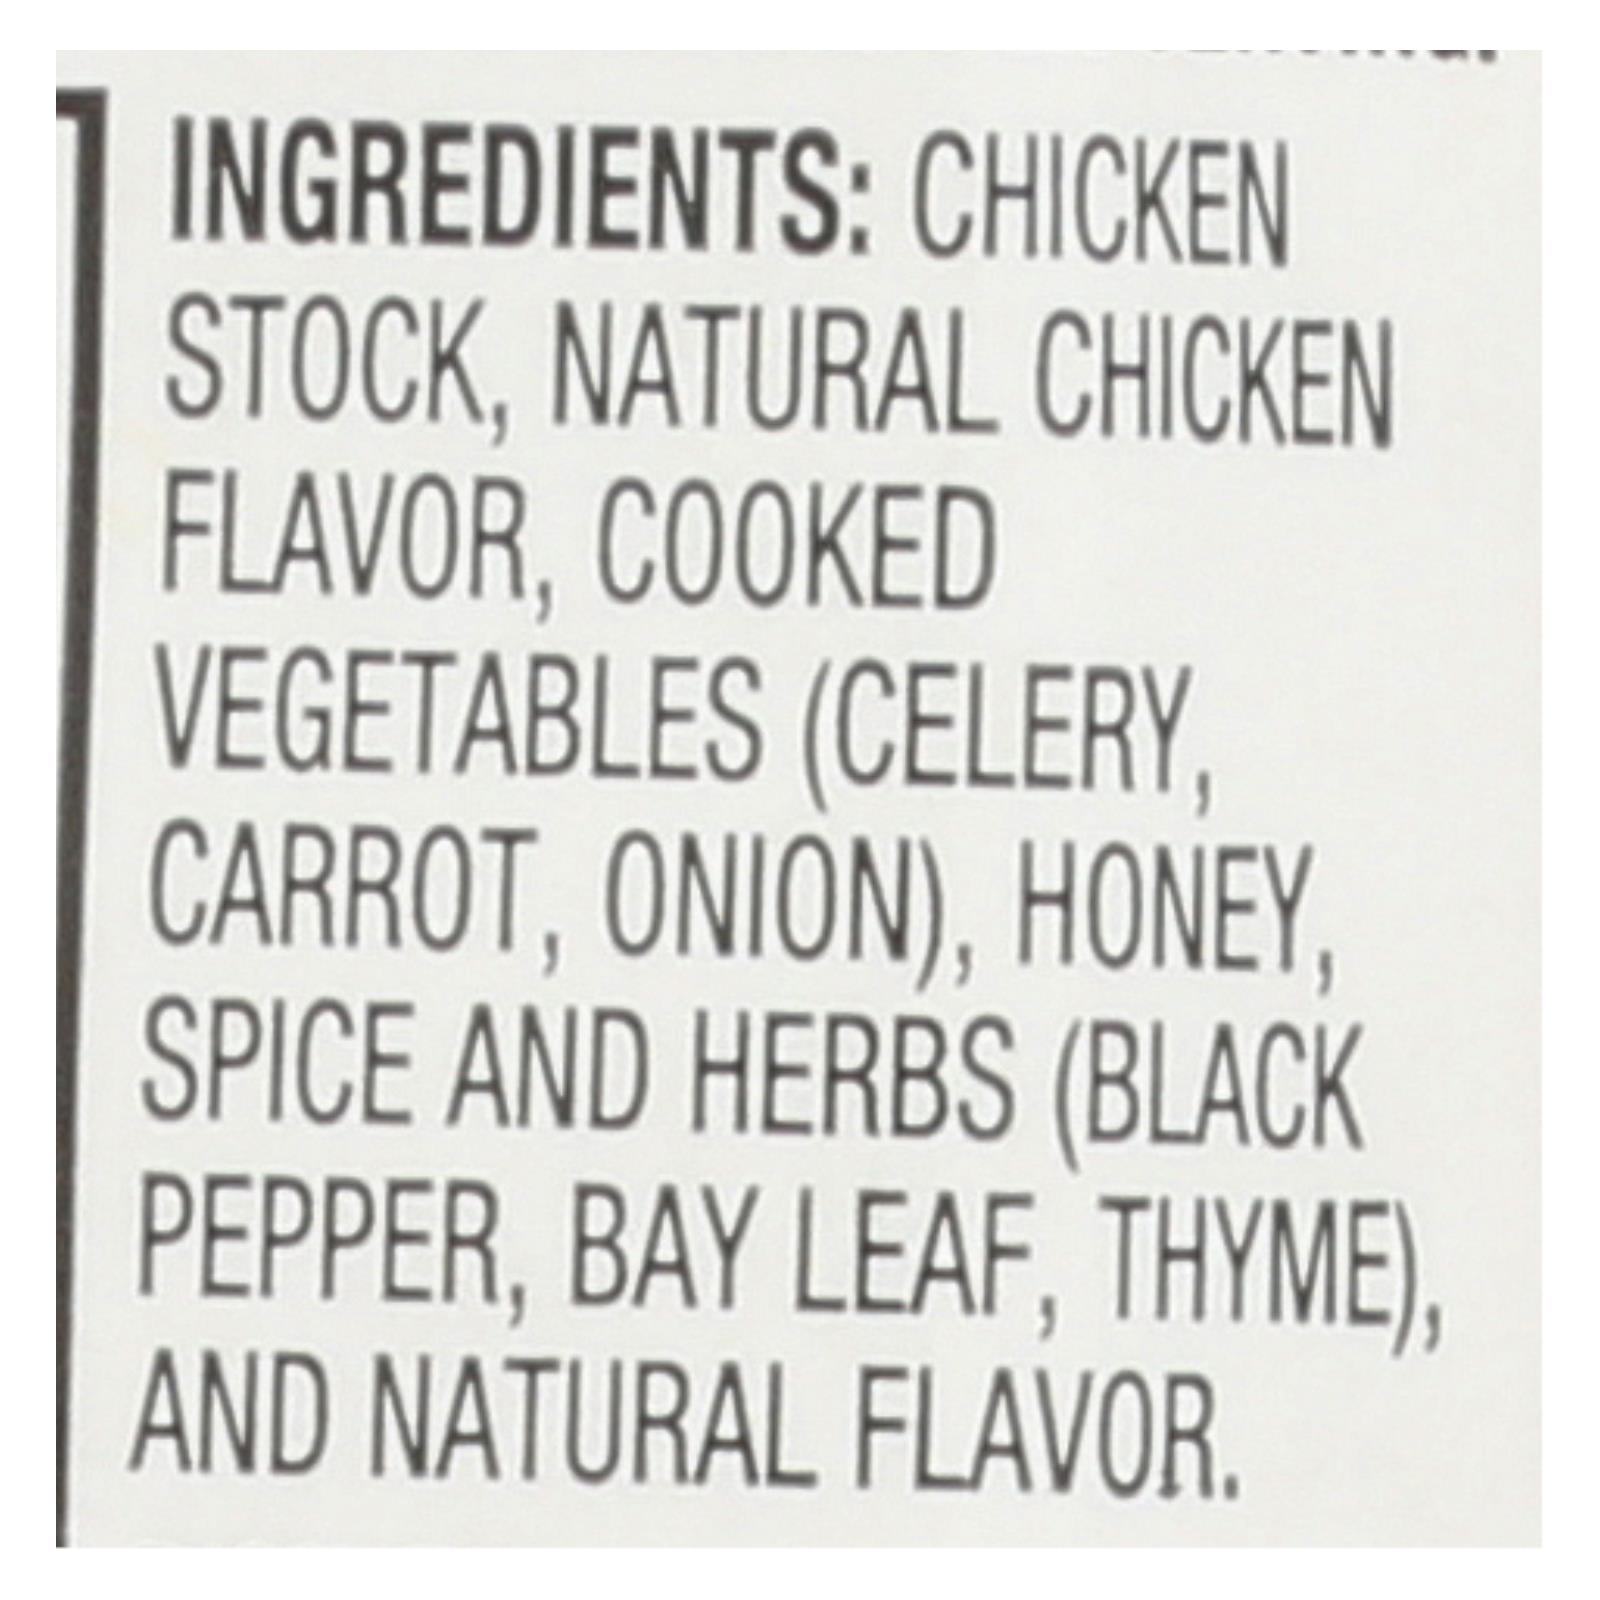 INGREDIENTS: CHICKEN
STOCK, NATURAL CHICKEN
FLAVOR, COOKED
VEGETABLES (CELERY,
CARROT, ONION), HONEY,
SPICE AND HERBS (BLACK
PEPPER, BAY LEAF, THYME),
AND NATURAL FLAVOR.